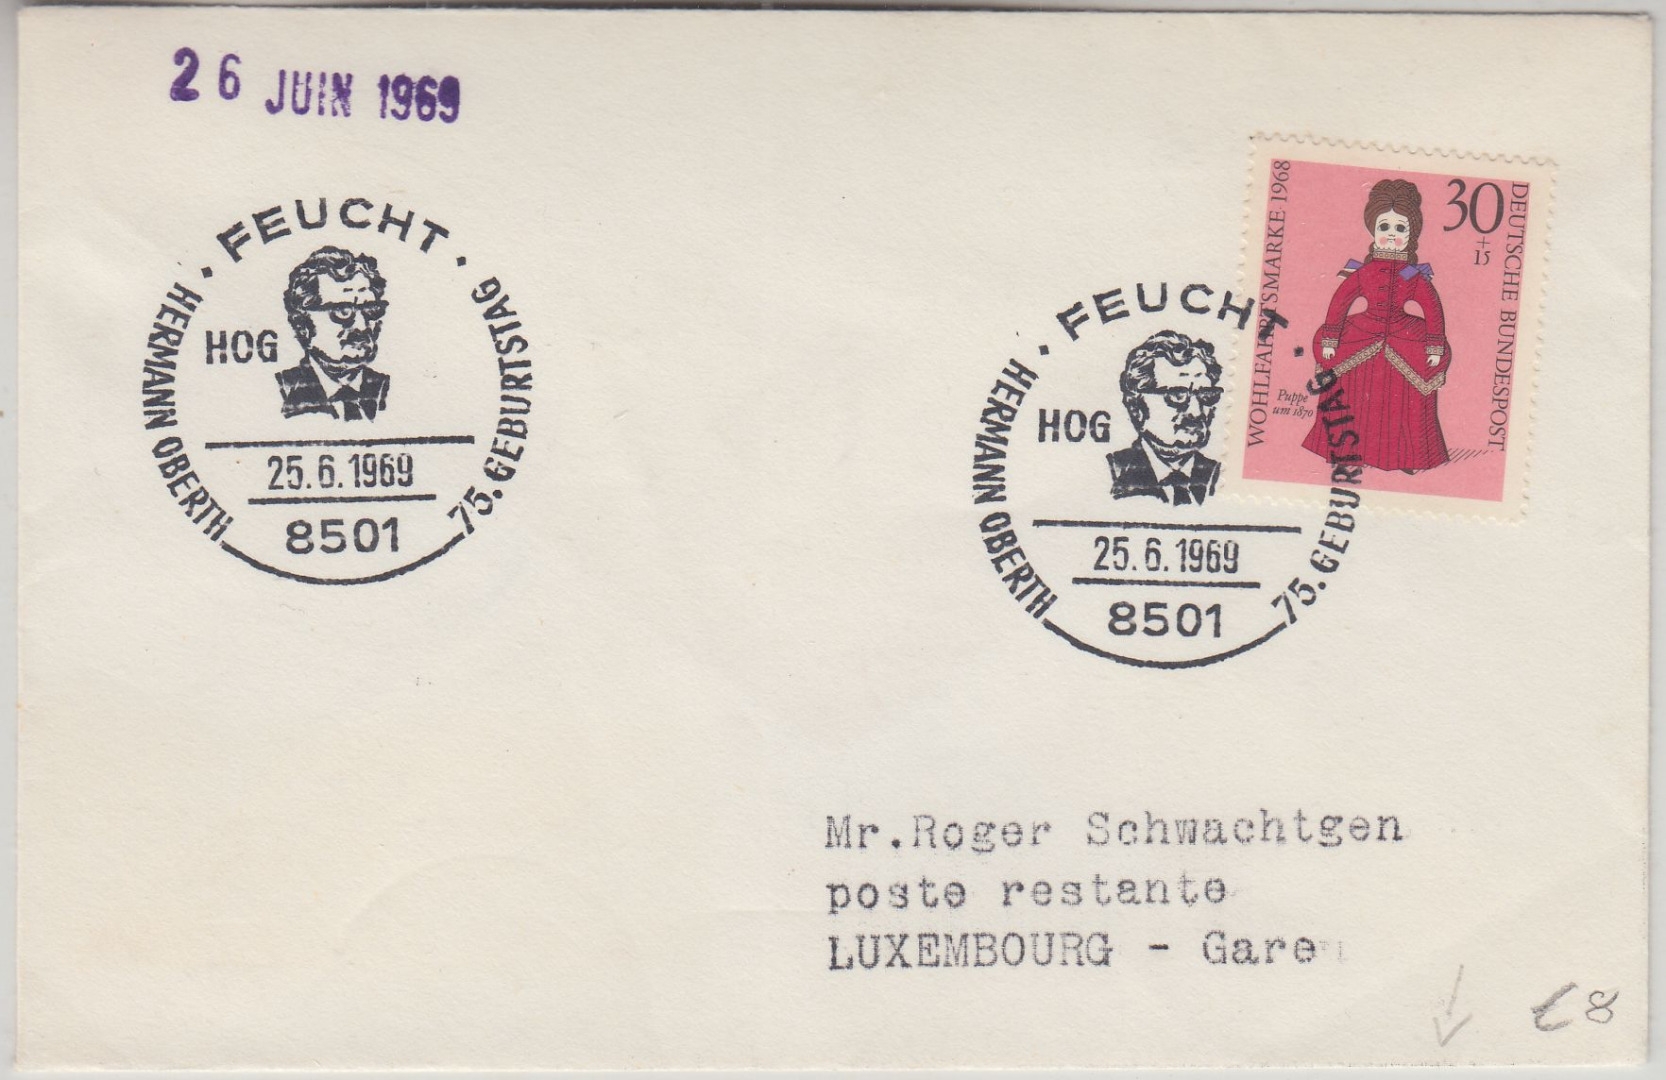 26 JUIN 1969
· FEUCHT ·
HERMANN OBERTH
HOG
75. GEBURTSTAG
25.6.1969
8501
· FEUCHT ·
HERMANN OBERTH
HOG
75. GEBURTSTAG
25.6.1969
8501
WOHLFAHRTSMARKE 1968
30
+
15
DEUTSCHE BUNDESPOST
Puppe
um 1870
Mr.Roger Schwachtgen
poste restante
LUXEMBOURG - Gare